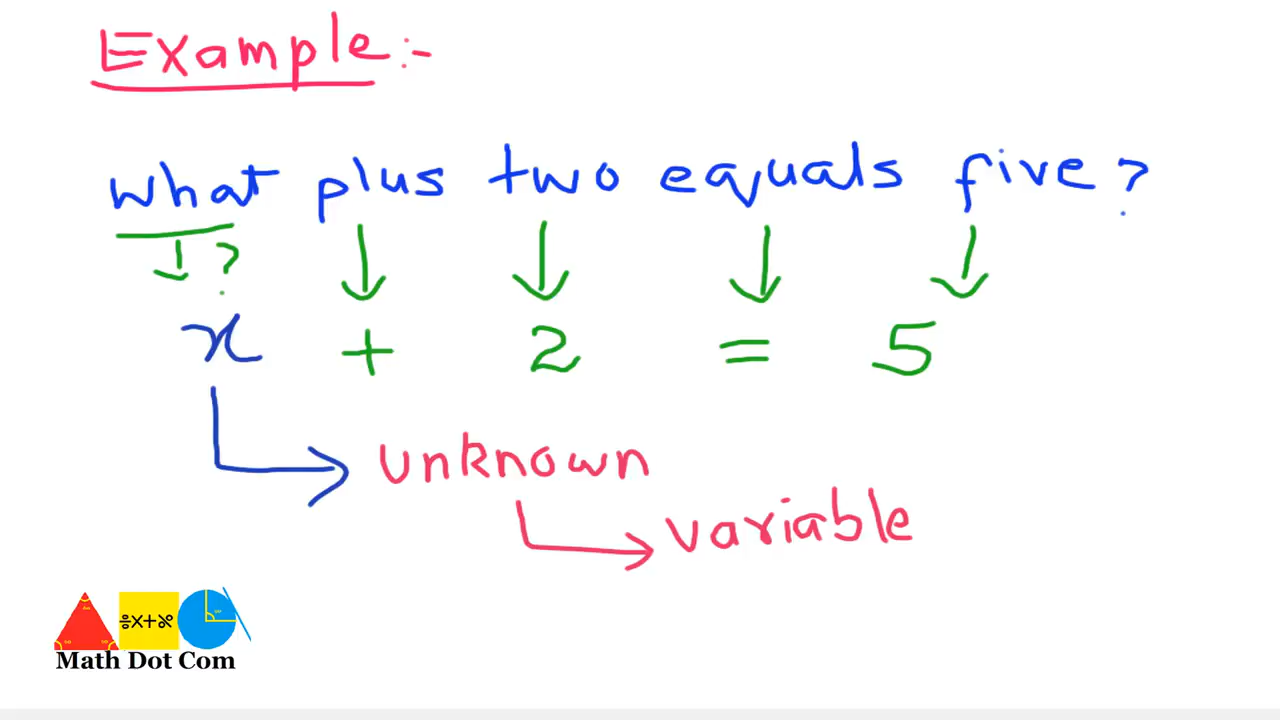 Example:-
what plus two equals five?
?
x + 2 = 5
unknown
variable
÷×+%
Math Dot Com